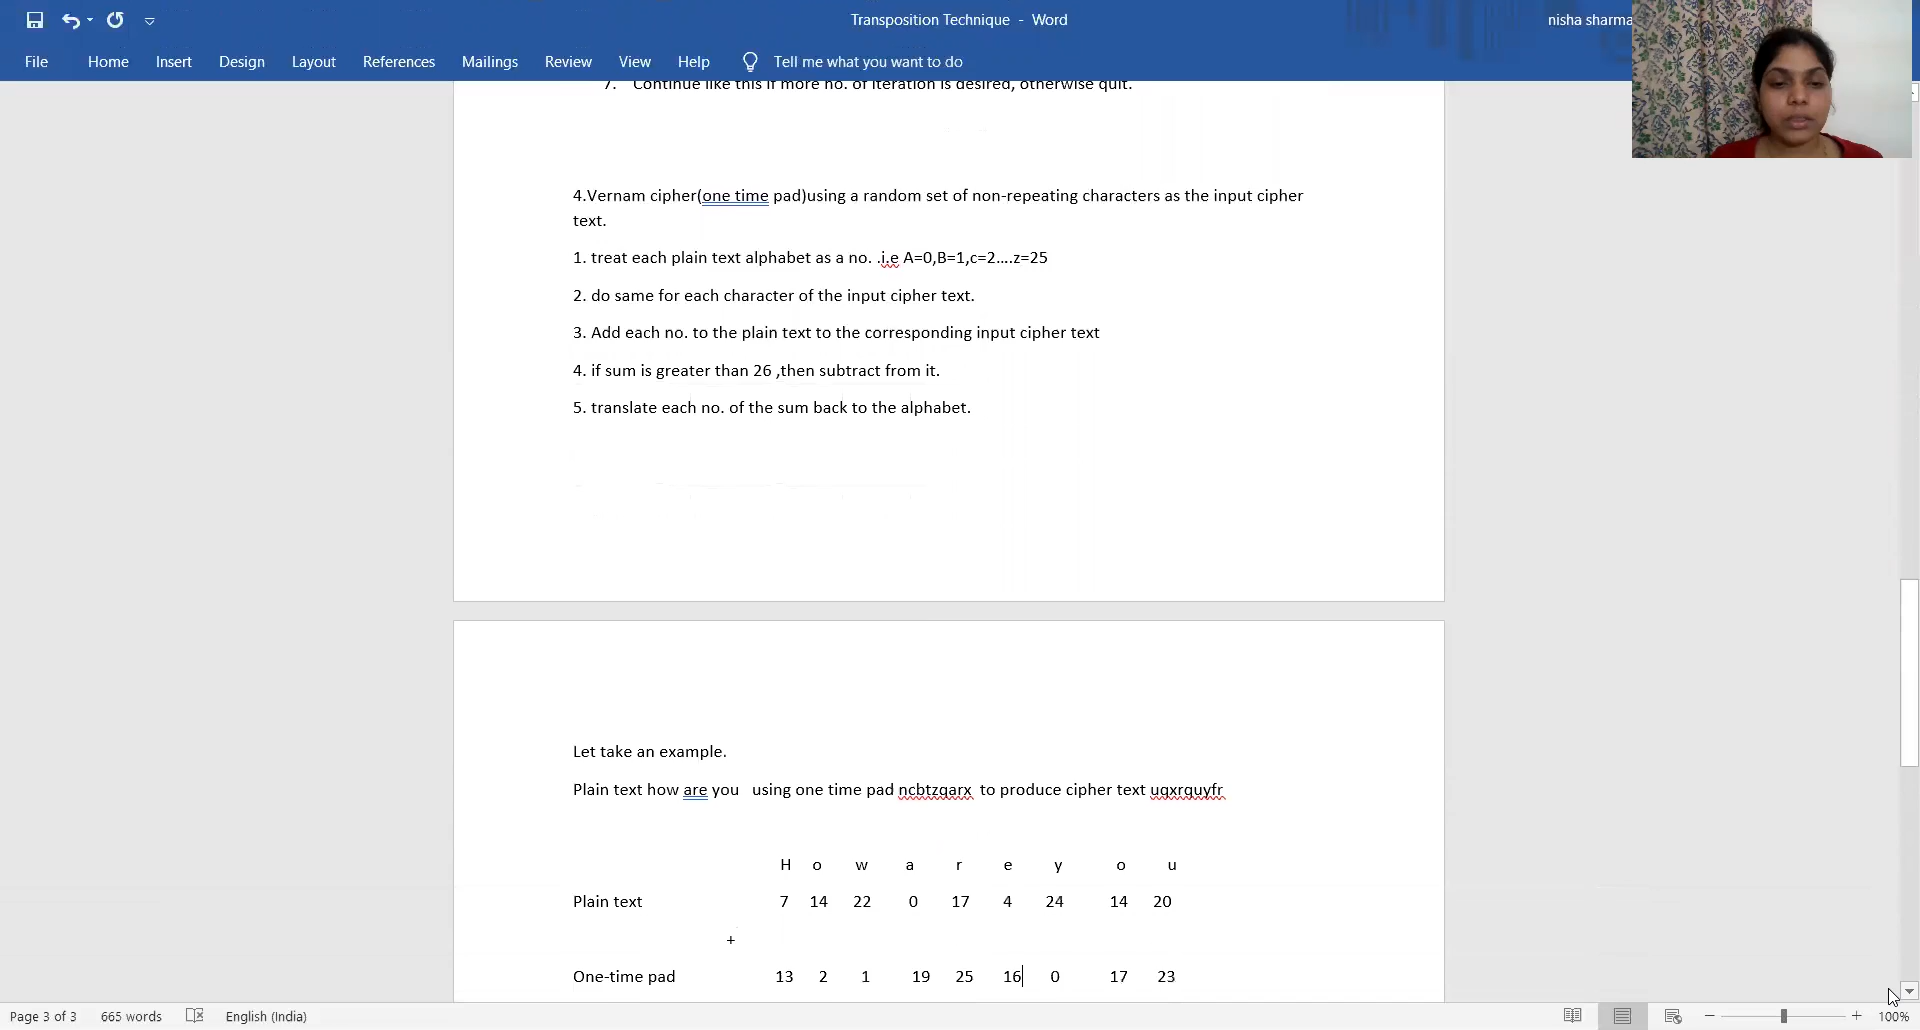 Transposition Technique - Word
nisha sharma
File Home Insert Design Layout References Mailings Review View Help Tell me what you want to do
7. Continue like this if more no. of iteration is desired, otherwise quit.
4.Vernam cipher(one time pad)using a random set of non-repeating characters as the input cipher
text.
1. treat each plain text alphabet as a no. .i.e A=0,B=1,c=2....z=25
2. do same for each character of the input cipher text.
3. Add each no. to the plain text to the corresponding input cipher text
4. if sum is greater than 26 ,then subtract from it.
5. translate each no. of the sum back to the alphabet.
Let take an example.
Plain text how are you using one time pad ncbtzqarx to produce cipher text uqxrquyfr
H o w a r e y o u
Plain text 7 14 22 0 17 4 24 14 20
+
One-time pad 13 2 1 19 25 16 0 17 23
Page 3 of 3 665 words English (India) 100%